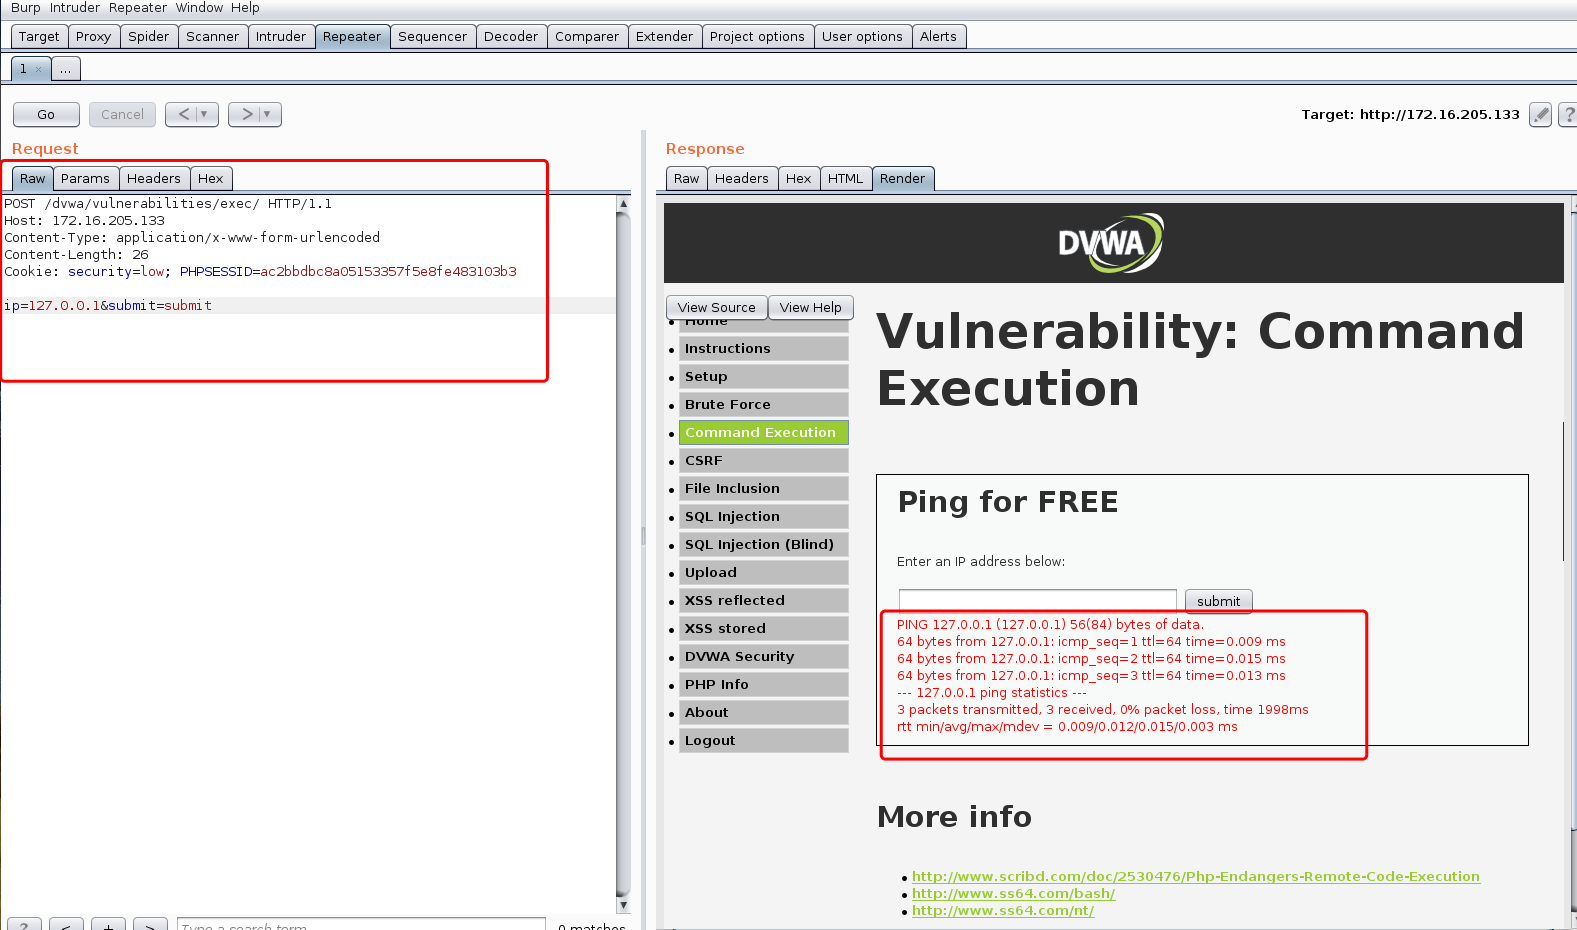 Burp Intruder Repeater Window Help
Target Proxy Spider Scanner Intruder Repeater Sequencer Decoder Comparer Extender Project options User options Alerts
1 × ...
Go Cancel < ▼ > ▼ Target: http://172.16.205.133 ?
Request
Raw Params Headers Hex
POST /dvwa/vulnerabilities/exec/ HTTP/1.1
Host: 172.16.205.133
Content-Type: application/x-www-form-urlencoded
Content-Length: 26
Cookie: security=low; PHPSESSID=ac2bbdbc8a05153357f5e8fe483103b3
ip=127.0.0.1&submit=submit
? < + > Type a search term 0 matches
Response
Raw Headers Hex HTML Render
DVWA
View Source View Help
Home
Instructions
Setup
Brute Force
Command Execution
CSRF
File Inclusion
SQL Injection
SQL Injection (Blind)
Upload
XSS reflected
XSS stored
DVWA Security
PHP Info
About
Logout
Vulnerability: Command
Execution
Ping for FREE
Enter an IP address below:
submit
PING 127.0.0.1 (127.0.0.1) 56(84) bytes of data.
64 bytes from 127.0.0.1: icmp_seq=1 ttl=64 time=0.009 ms
64 bytes from 127.0.0.1: icmp_seq=2 ttl=64 time=0.015 ms
64 bytes from 127.0.0.1: icmp_seq=3 ttl=64 time=0.013 ms
--- 127.0.0.1 ping statistics ---
3 packets transmitted, 3 received, 0% packet loss, time 1998ms
rtt min/avg/max/mdev = 0.009/0.012/0.015/0.003 ms
More info
http://www.scribd.com/doc/2530476/Php-Endangers-Remote-Code-Execution
http://www.ss64.com/bash/
http://www.ss64.com/nt/